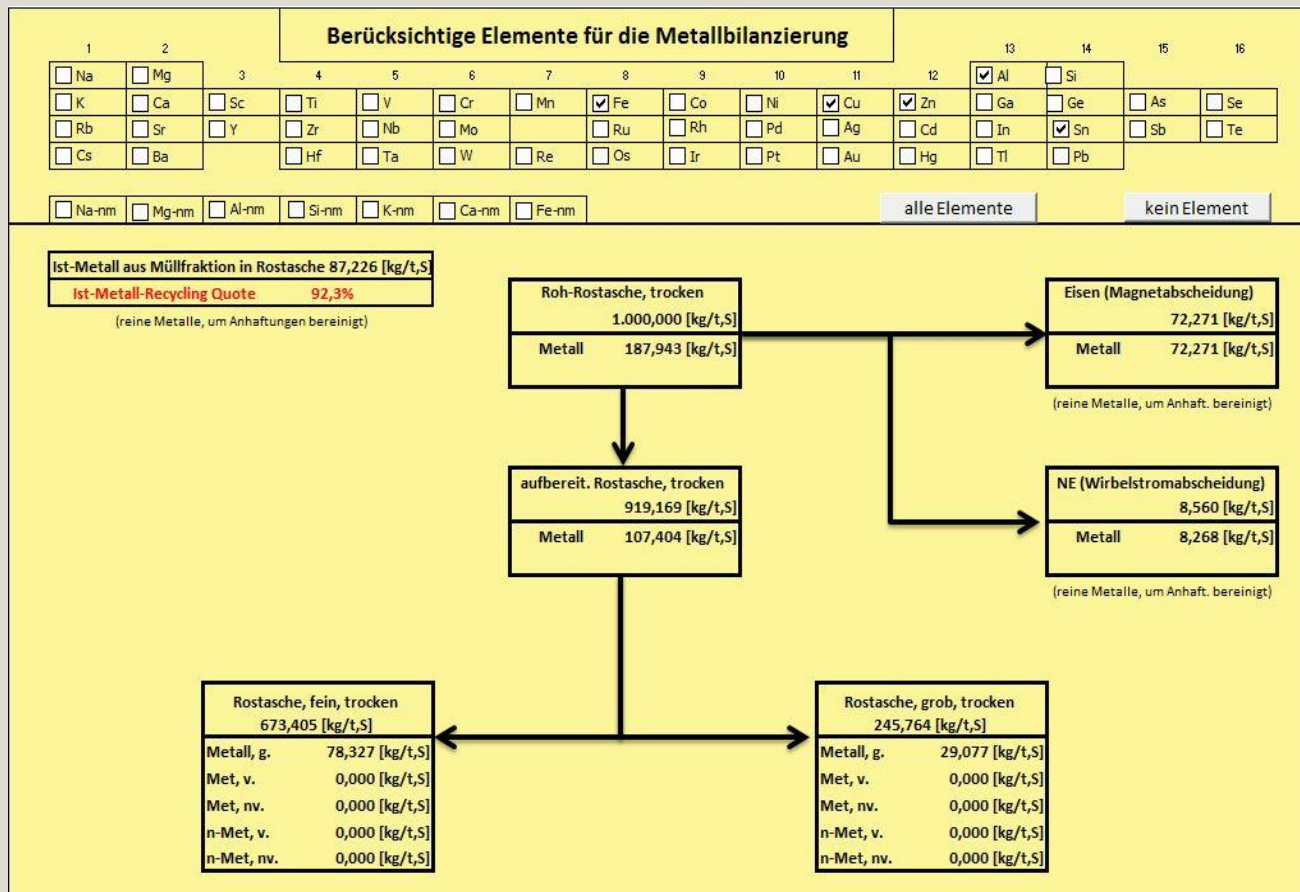 Berücksichtige Elemente für die Metallbilanzierung
1 2 13 14 15 16
Na Mg 3 4 5 6 7 8 9 10 11 12 Al Si
K Ca Sc Ti V Cr Mn Fe Co Ni Cu Zn Ga Ge As Se
Rb Sr Y Zr Nb Mo Ru Rh Pd Ag Cd In Sn Sb Te
Cs Ba Hf Ta W Re Os Ir Pt Au Hg Tl Pb
Na-nm Mg-nm Al-nm Si-nm K-nm Ca-nm Fe-nm
alle Elemente kein Element
Ist-Metall aus Müllfraktion in Rostasche 87,226 [kg/t,S]
Ist-Metall-Recycling Quote 92,3%
(reine Metalle, um Anhaftungen bereinigt)
Roh-Rostasche, trocken
1.000,000 [kg/t,S]
Metall 187,943 [kg/t,S]
Eisen (Magnetabscheidung)
72,271 [kg/t,S]
Metall 72,271 [kg/t,S]
(reine Metalle, um Anhaft. bereinigt)
aufbereit. Rostasche, trocken
919,169 [kg/t,S]
Metall 107,404 [kg/t,S]
NE (Wirbelstromabscheidung)
8,560 [kg/t,S]
Metall 8,268 [kg/t,S]
(reine Metalle, um Anhaft. bereinigt)
Rostasche, fein, trocken
673,405 [kg/t,S]
Metall, g. 78,327 [kg/t,S]
Met, v. 0,000 [kg/t,S]
Met, nv. 0,000 [kg/t,S]
n-Met, v. 0,000 [kg/t,S]
n-Met, nv. 0,000 [kg/t,S]
Rostasche, grob, trocken
245,764 [kg/t,S]
Metall, g. 29,077 [kg/t,S]
Met, v. 0,000 [kg/t,S]
Met, nv. 0,000 [kg/t,S]
n-Met, v. 0,000 [kg/t,S]
n-Met, nv. 0,000 [kg/t,S]